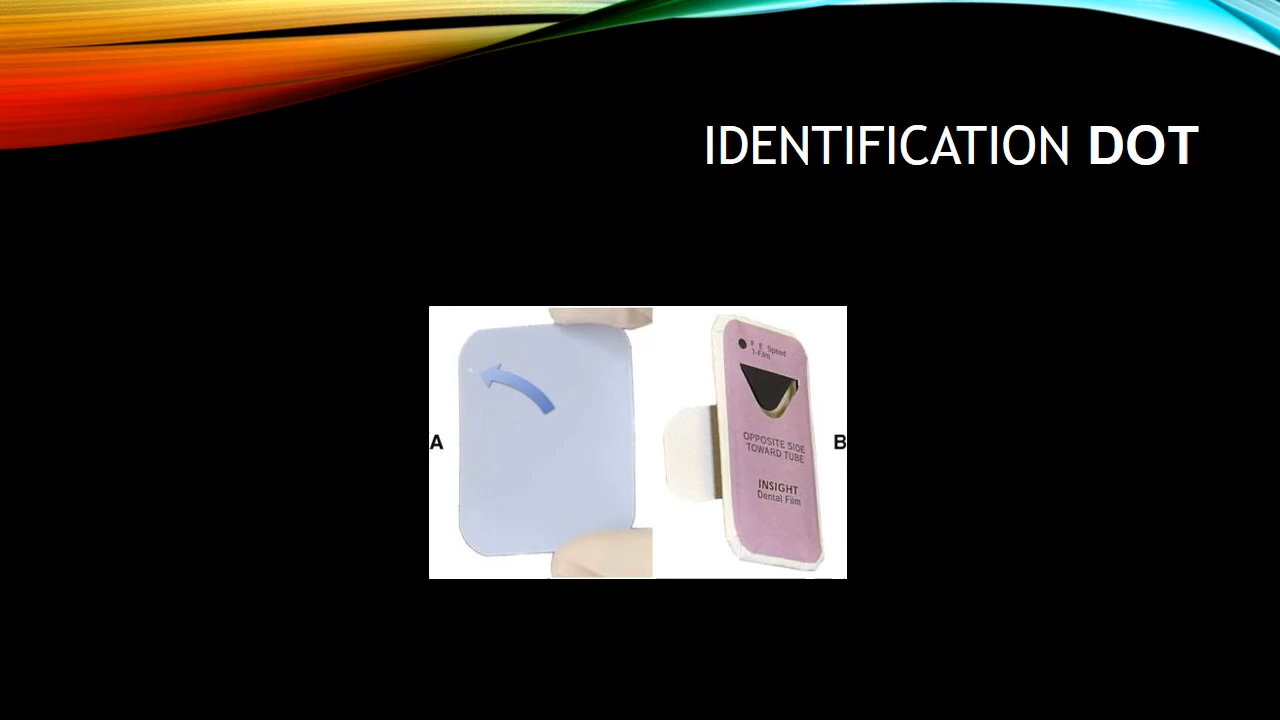 IDENTIFICATION DOT
A
F E Speed
1-Film
OPPOSITE SIDE
TOWARD TUBE
INSIGHT
Dental Film
B